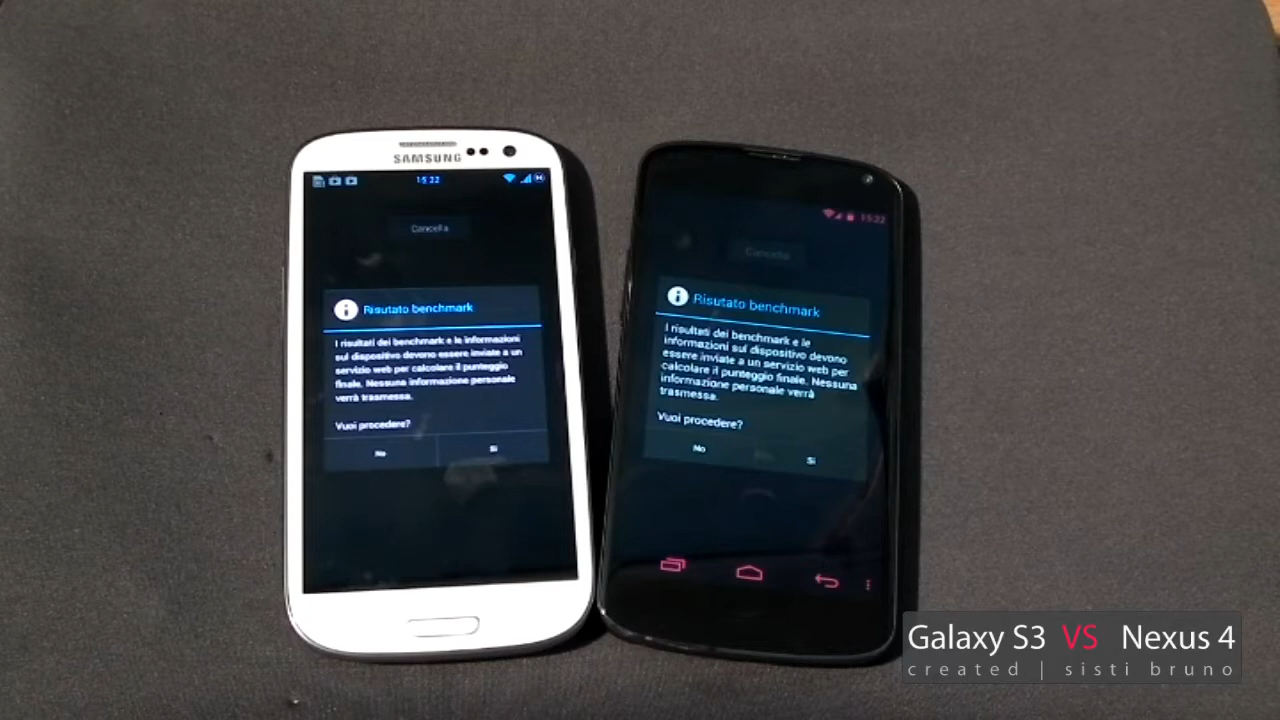 SAMSUNG
15:22
Cancella
Risutato benchmark
I risultati dei benchmark e le informazioni
sul dispositivo devono essere inviate a un
servizio web per calcolare il punteggio
finale. Nessuna informazione personale
verrà trasmessa.
Vuoi procedere?
No
Sì
15:22
Cancella
Risutato benchmark
I risultati dei benchmark e le
informazioni sul dispositivo devono
essere inviate a un servizio web per
calcolare il punteggio finale. Nessuna
informazione personale verrà
trasmessa.
Vuoi procedere?
No
Sì
Galaxy S3 VS Nexus 4
created | sisti bruno